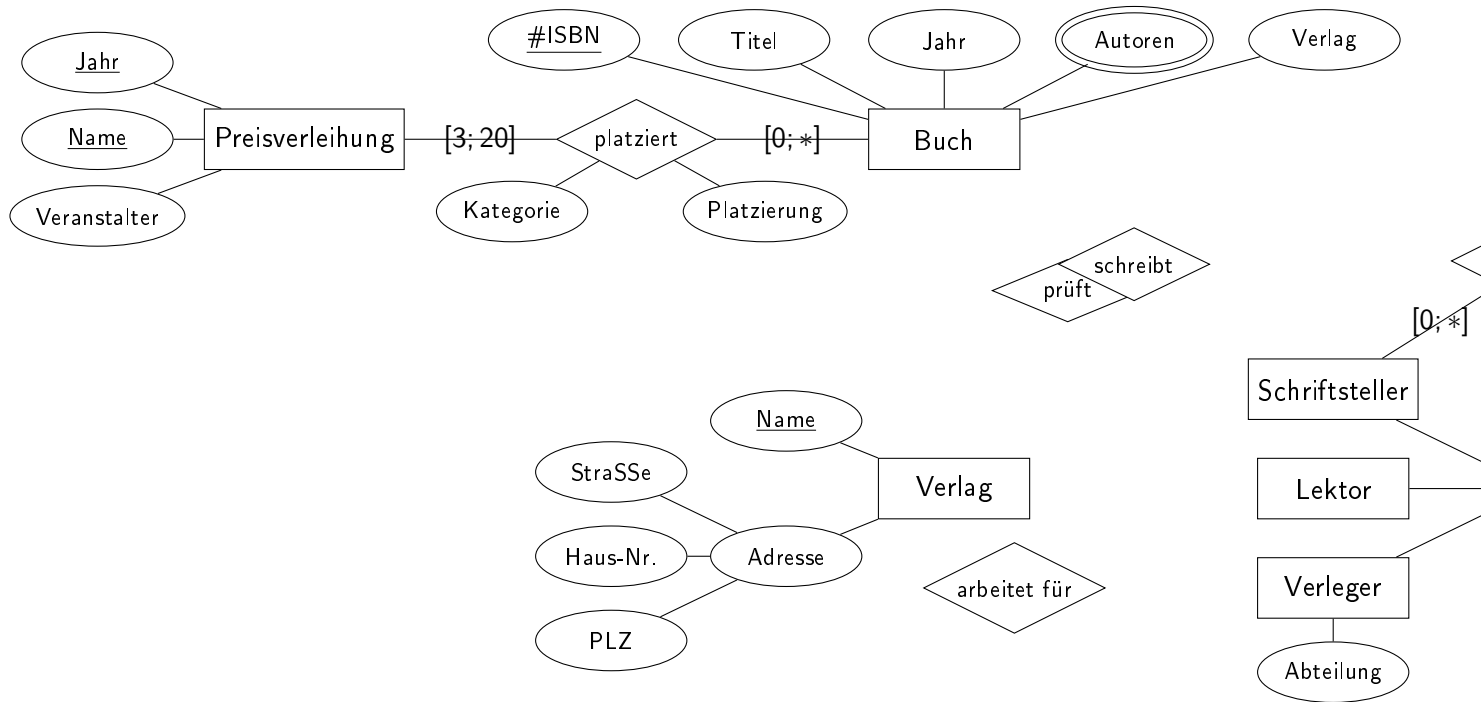 #ISBN
Titel
Jahr
Autoren
Verlag
Jahr
Name
Veranstalter
Preisverleihung
[3; 20]
platziert
[0; *]
Buch
Kategorie
Platzierung
schreibt
prüft
[0; *]
Schriftsteller
Name
StraSSe
Verlag
Lektor
Haus-Nr.
Adresse
arbeitet für
Verleger
PLZ
Abteilung